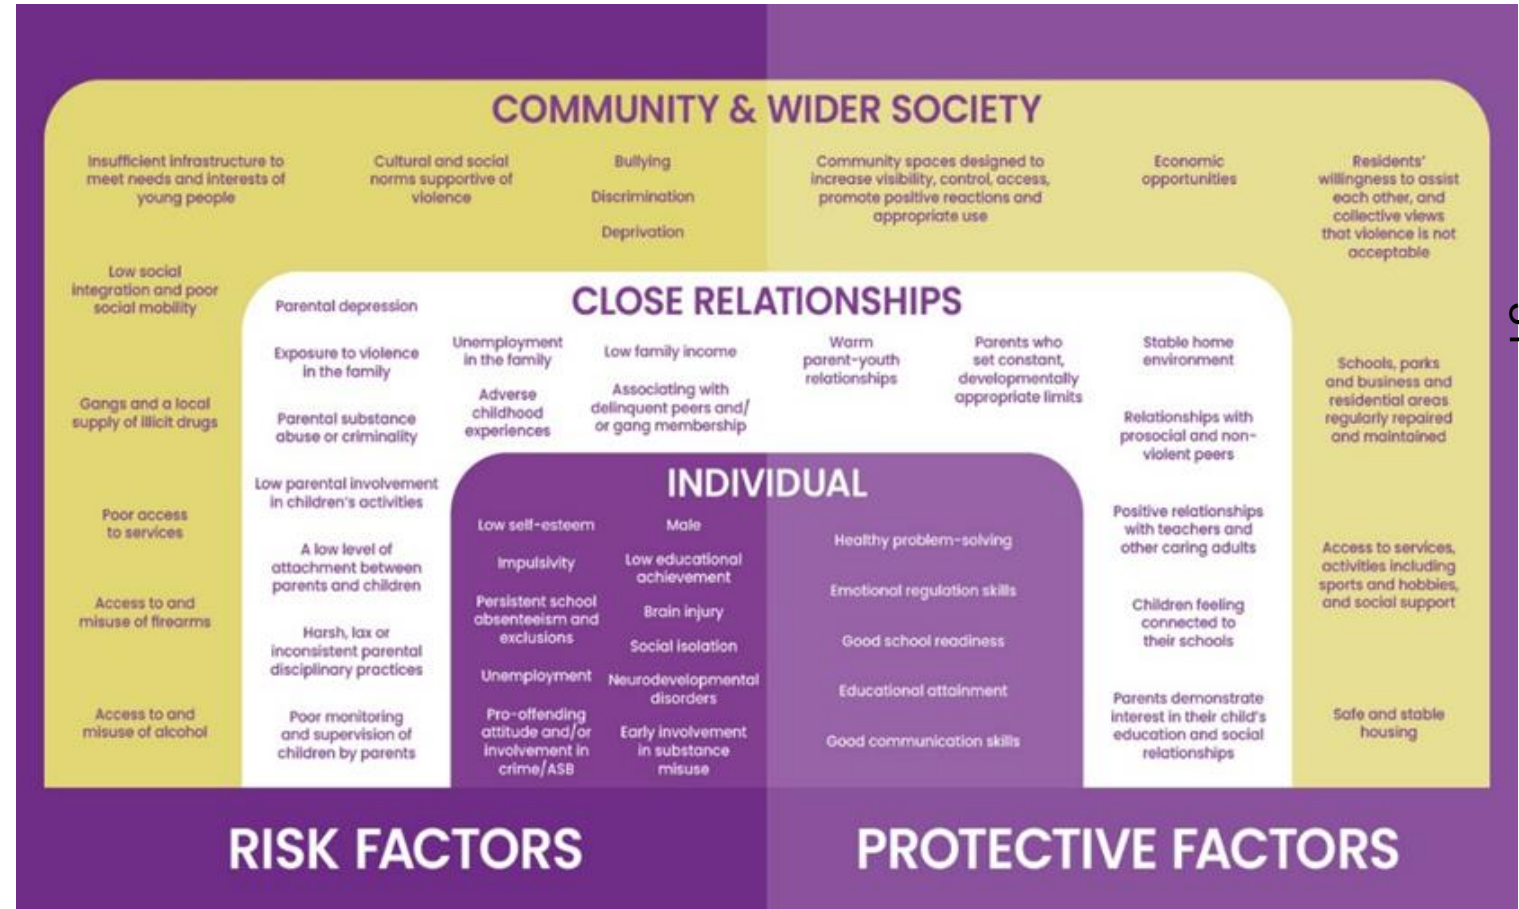 COMMUNITY & WIDER SOCIETY
Insufficient infrastructure to
meet needs and interests of
young people
Cultural and social
norms supportive of
violence
Bullying
Discrimination
Deprivation
Low social
integration and poor
social mobility
Gangs and a local
supply of illicit drugs
Poor access
to services
Access to and
misuse of firearms
Access to and
misuse of alcohol
Community spaces designed to
increase visibility, control, access,
promote positive reactions and
appropriate use
Economic
opportunities
Residents'
willingness to assist
each other, and
collective views
that violence is not
acceptable
Schools, parks
and business and
residential areas
regularly repaired
and maintained
Access to services,
activities including
sports and hobbies,
and social support
Safe and stable
housing
CLOSE RELATIONSHIPS
Parental depression
Exposure to violence
in the family
Parental substance
abuse or criminality
Low parental involvement
in children's activities
A low level of
attachment between
parents and children
Harsh, lax or
inconsistent parental
disciplinary practices
Poor monitoring
and supervision of
children by parents
Unemployment
in the family
Adverse
childhood
experiences
Low family income
Associating with
delinquent peers and/
or gang membership
Warm
parent-youth
relationships
Parents who
set constant,
developmentally
appropriate limits
Stable home
environment
Relationships with
prosocial and non-
violent peers
Positive relationships
with teachers and
other caring adults
Children feeling
connected to
their schools
Parents demonstrate
interest in their child's
education and social
relationships
INDIVIDUAL
Low self-esteem
Impulsivity
Persistent school
absenteeism and
exclusions
Unemployment
Pro-offending
attitude and/or
involvement in
crime/ASB
Male
Low educational
achievement
Brain injury
Social isolation
Neurodevelopmental
disorders
Early involvement
in substance
misuse
Healthy problem-solving
Emotional regulation skills
Good school readiness
Educational attainment
Good communication skills
RISK FACTORS
PROTECTIVE FACTORS